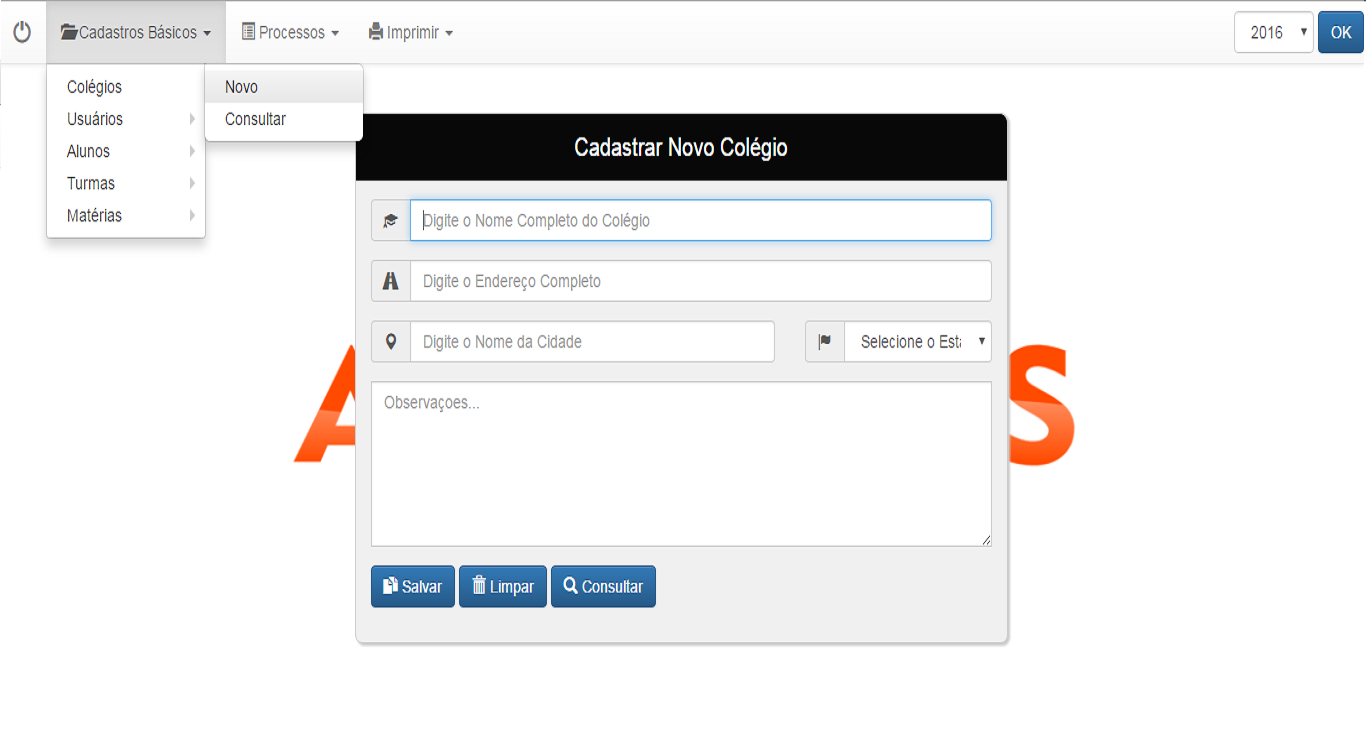 Cadastros Básicos
Processos
Imprimir
2016
OK
Colégios
Usuários
Alunos
Turmas
Matérias
Novo
Consultar
Cadastrar Novo Colégio
Digite o Nome Completo do Colégio
Digite o Endereço Completo
Digite o Nome da Cidade
Selecione o Est
Observaçoes...
Salvar
Limpar
Consultar
A
S